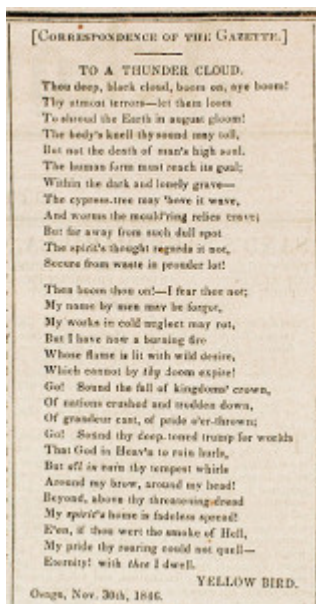 [CORRESPONDENCE OF THE GAZETTE.]
TO A THUNDER CLOUD.
Thou deep, black cloud, boom on, aye boom!
Thy utmost terrors—let them loom
To shroud the Earth in august gloom!
The body's knell thy sound may toll,
But not the death of man's high soul.
The human form must reach its goal;
Within the dark and lonely grave—
The cypress-tree may 'bove it wave,
And worms the mould'ring relics crave;
But far away from such dull spot
The spirit's thought regards it not,
Secure from waste in prouder lot!
Then boom thou on!—I fear thee not;
My name by men may be forgot,
My works in cold neglect may rot,
But I have now a burning fire
Whose flame is lit with wild desire,
Which cannot by thy doom expire!
Go! Sound the fall of kingdoms' crown,
Of nations crushed and trodden down,
Of grandeur cast, of pride o'er-thrown;
Go! Sound thy deep-toned trump for worlds
That God in Heav'n to ruin hurls,
But all in vain thy tempest whirls
Around my brow, around my head!
Beyond, above thy threatening dread
My spirit's home is fadeless spread!
E'en, if thou wert the smoke of Hell,
My pride thy roaring could not quell—
Eternity! with thee I dwell.
YELLOW BIRD.
Osage, Nov. 30th, 1846.